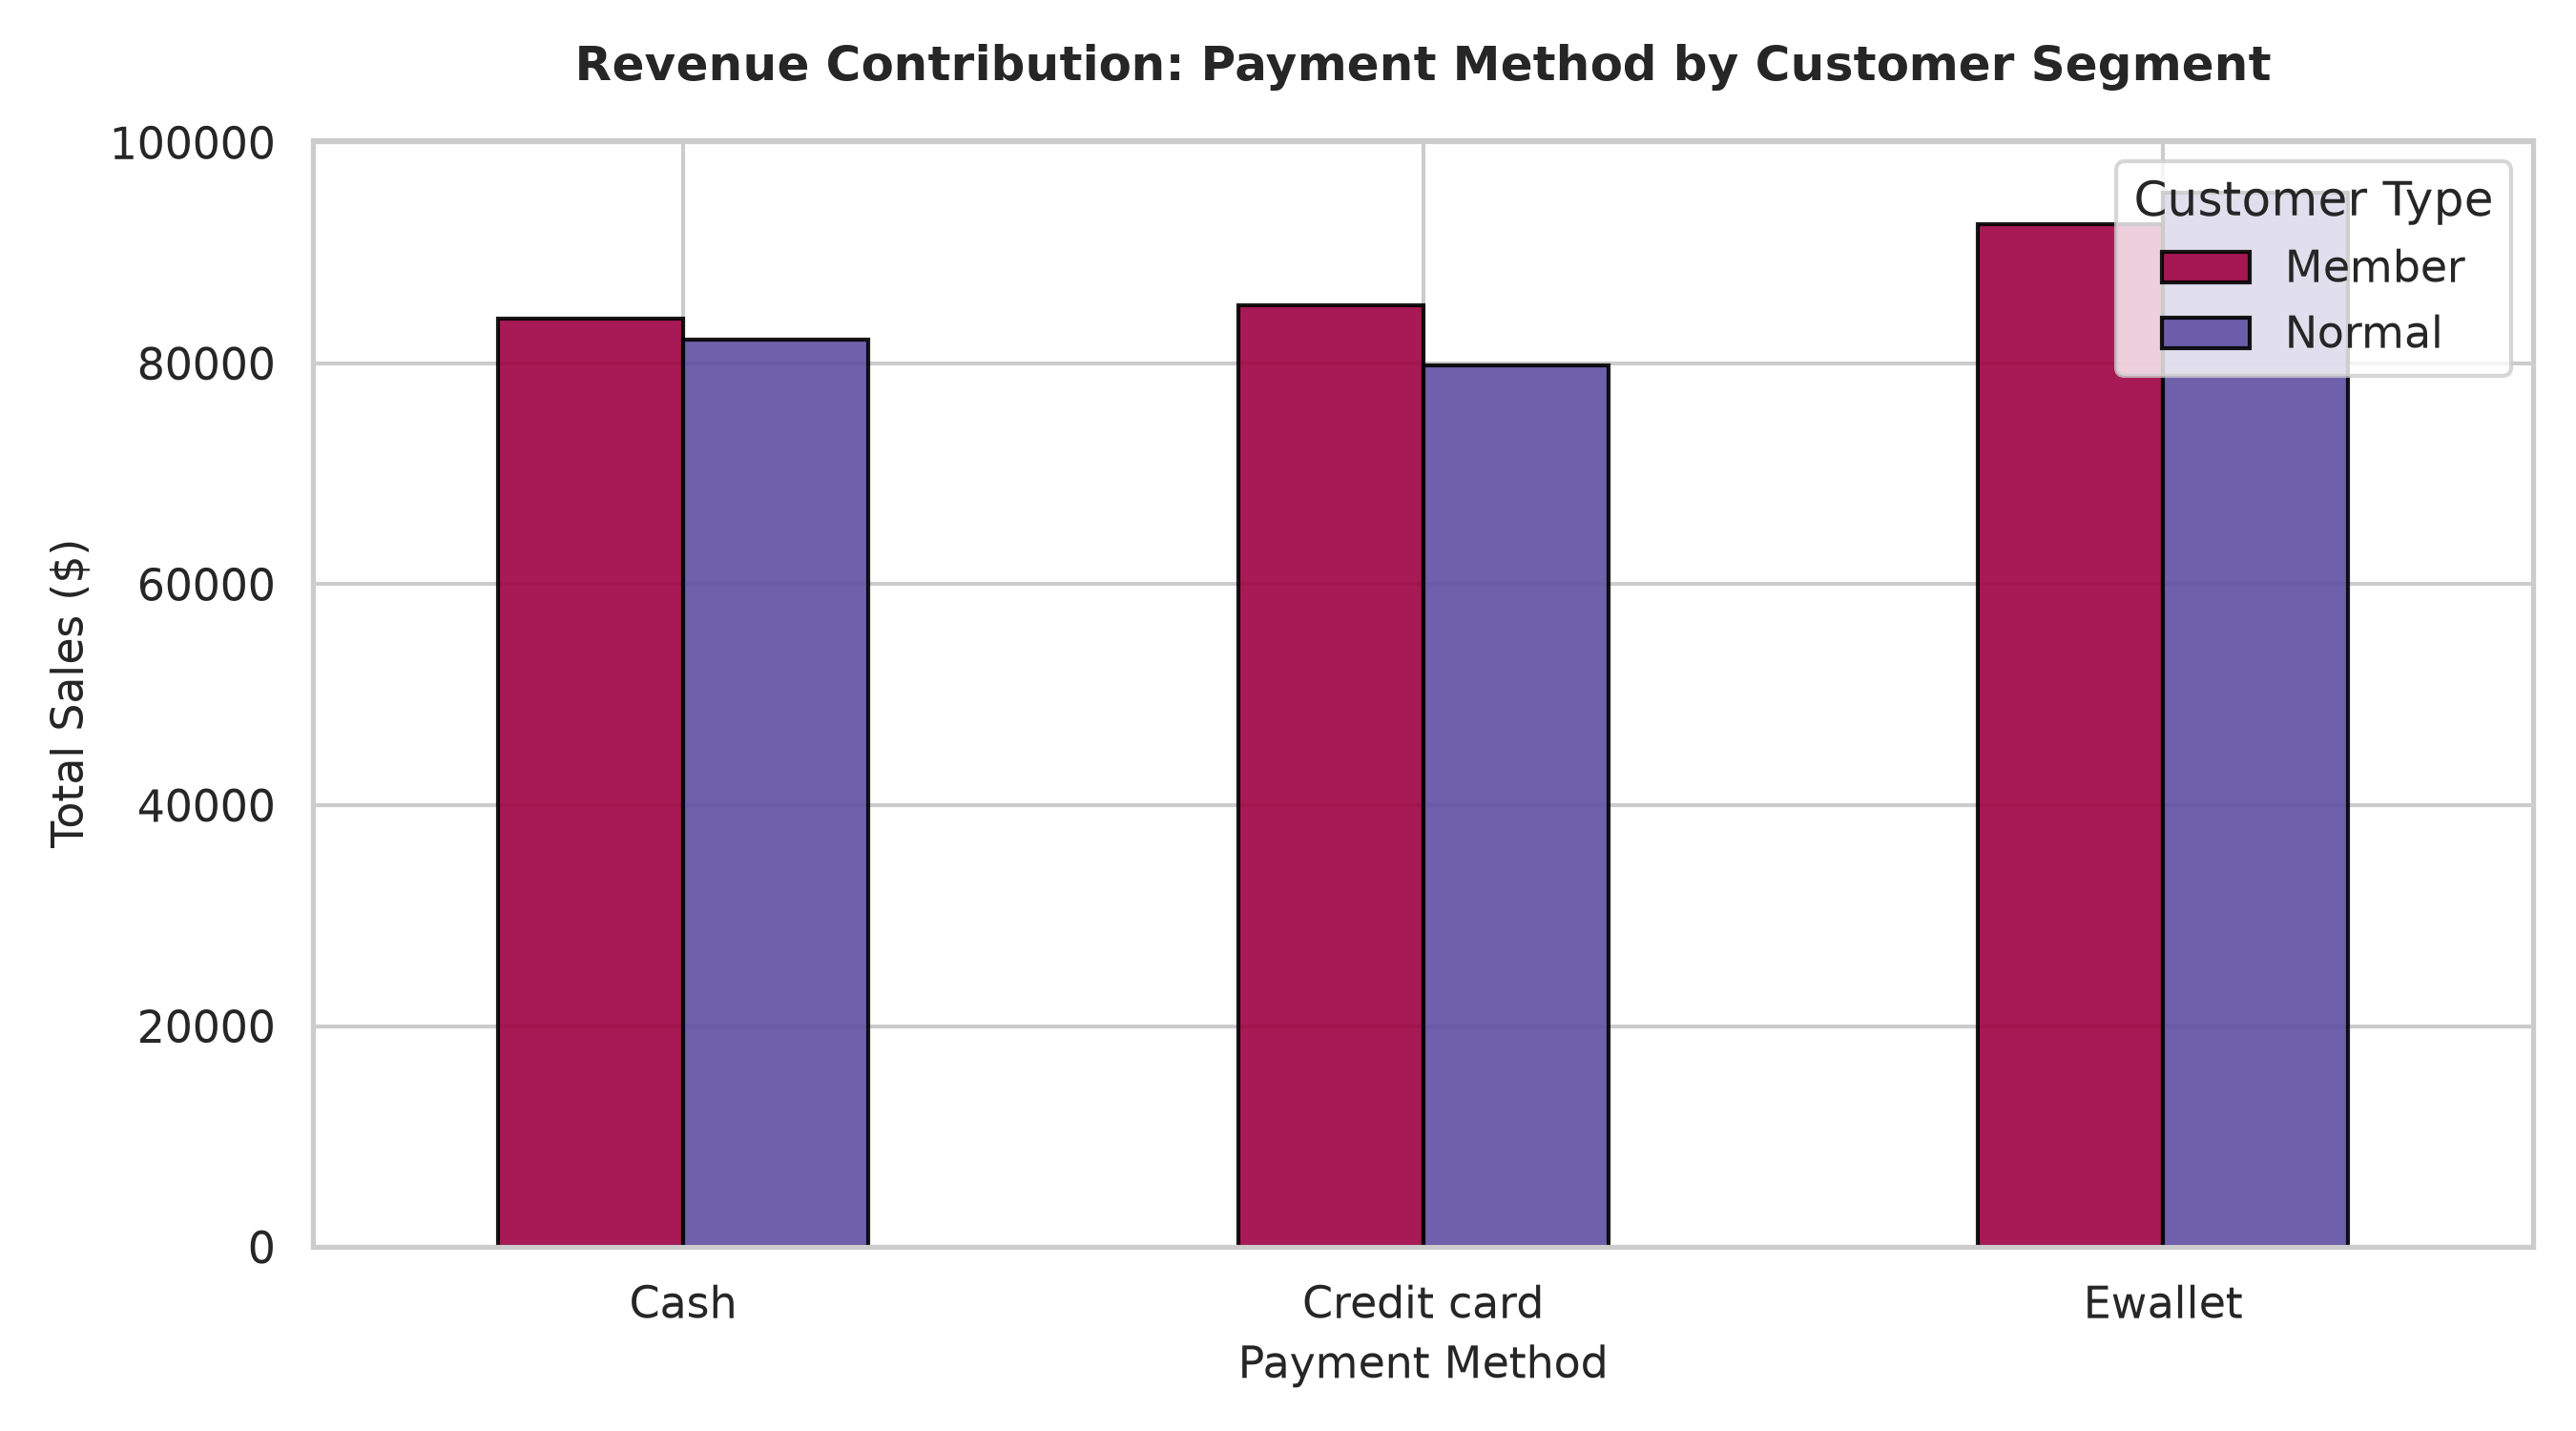 Revenue Contribution: Payment Method by Customer Segment
100000
80000
60000
40000
20000
0
Total Sales ($)
Customer Type
Member
Normal
Cash
Credit card
Ewallet
Payment Method